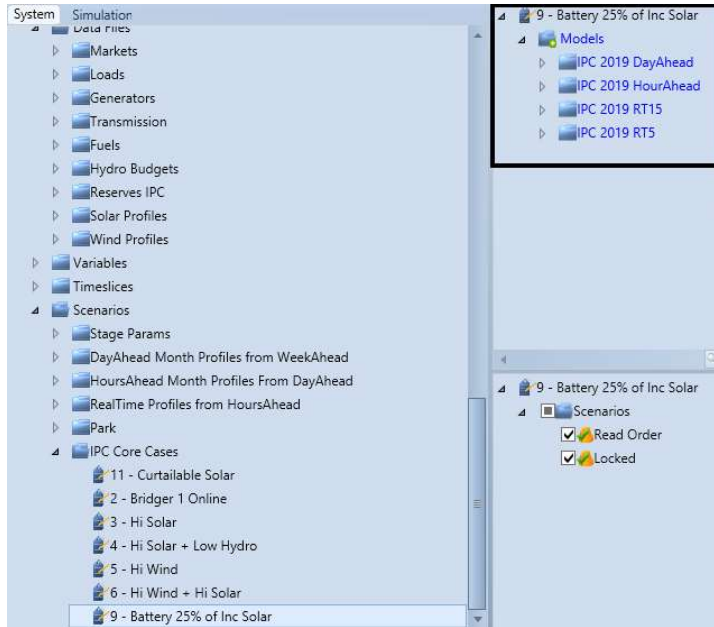 System Simulation
Data Files
Markets
Loads
Generators
Transmission
Fuels
Hydro Budgets
Reserves IPC
Solar Profiles
Wind Profiles
Variables
Timeslices
Scenarios
Stage Params
DayAhead Month Profiles from WeekAhead
HoursAhead Month Profiles From DayAhead
RealTime Profiles from HoursAhead
Park
IPC Core Cases
11 - Curtailable Solar
2 - Bridger 1 Online
3 - Hi Solar
4 - Hi Solar + Low Hydro
5 - Hi Wind
6 - Hi Wind + Hi Solar
9 - Battery 25% of Inc Solar
9 - Battery 25% of Inc Solar
Models
IPC 2019 DayAhead
IPC 2019 HourAhead
IPC 2019 RT15
IPC 2019 RT5
9 - Battery 25% of Inc Solar
Scenarios
Read Order
Locked